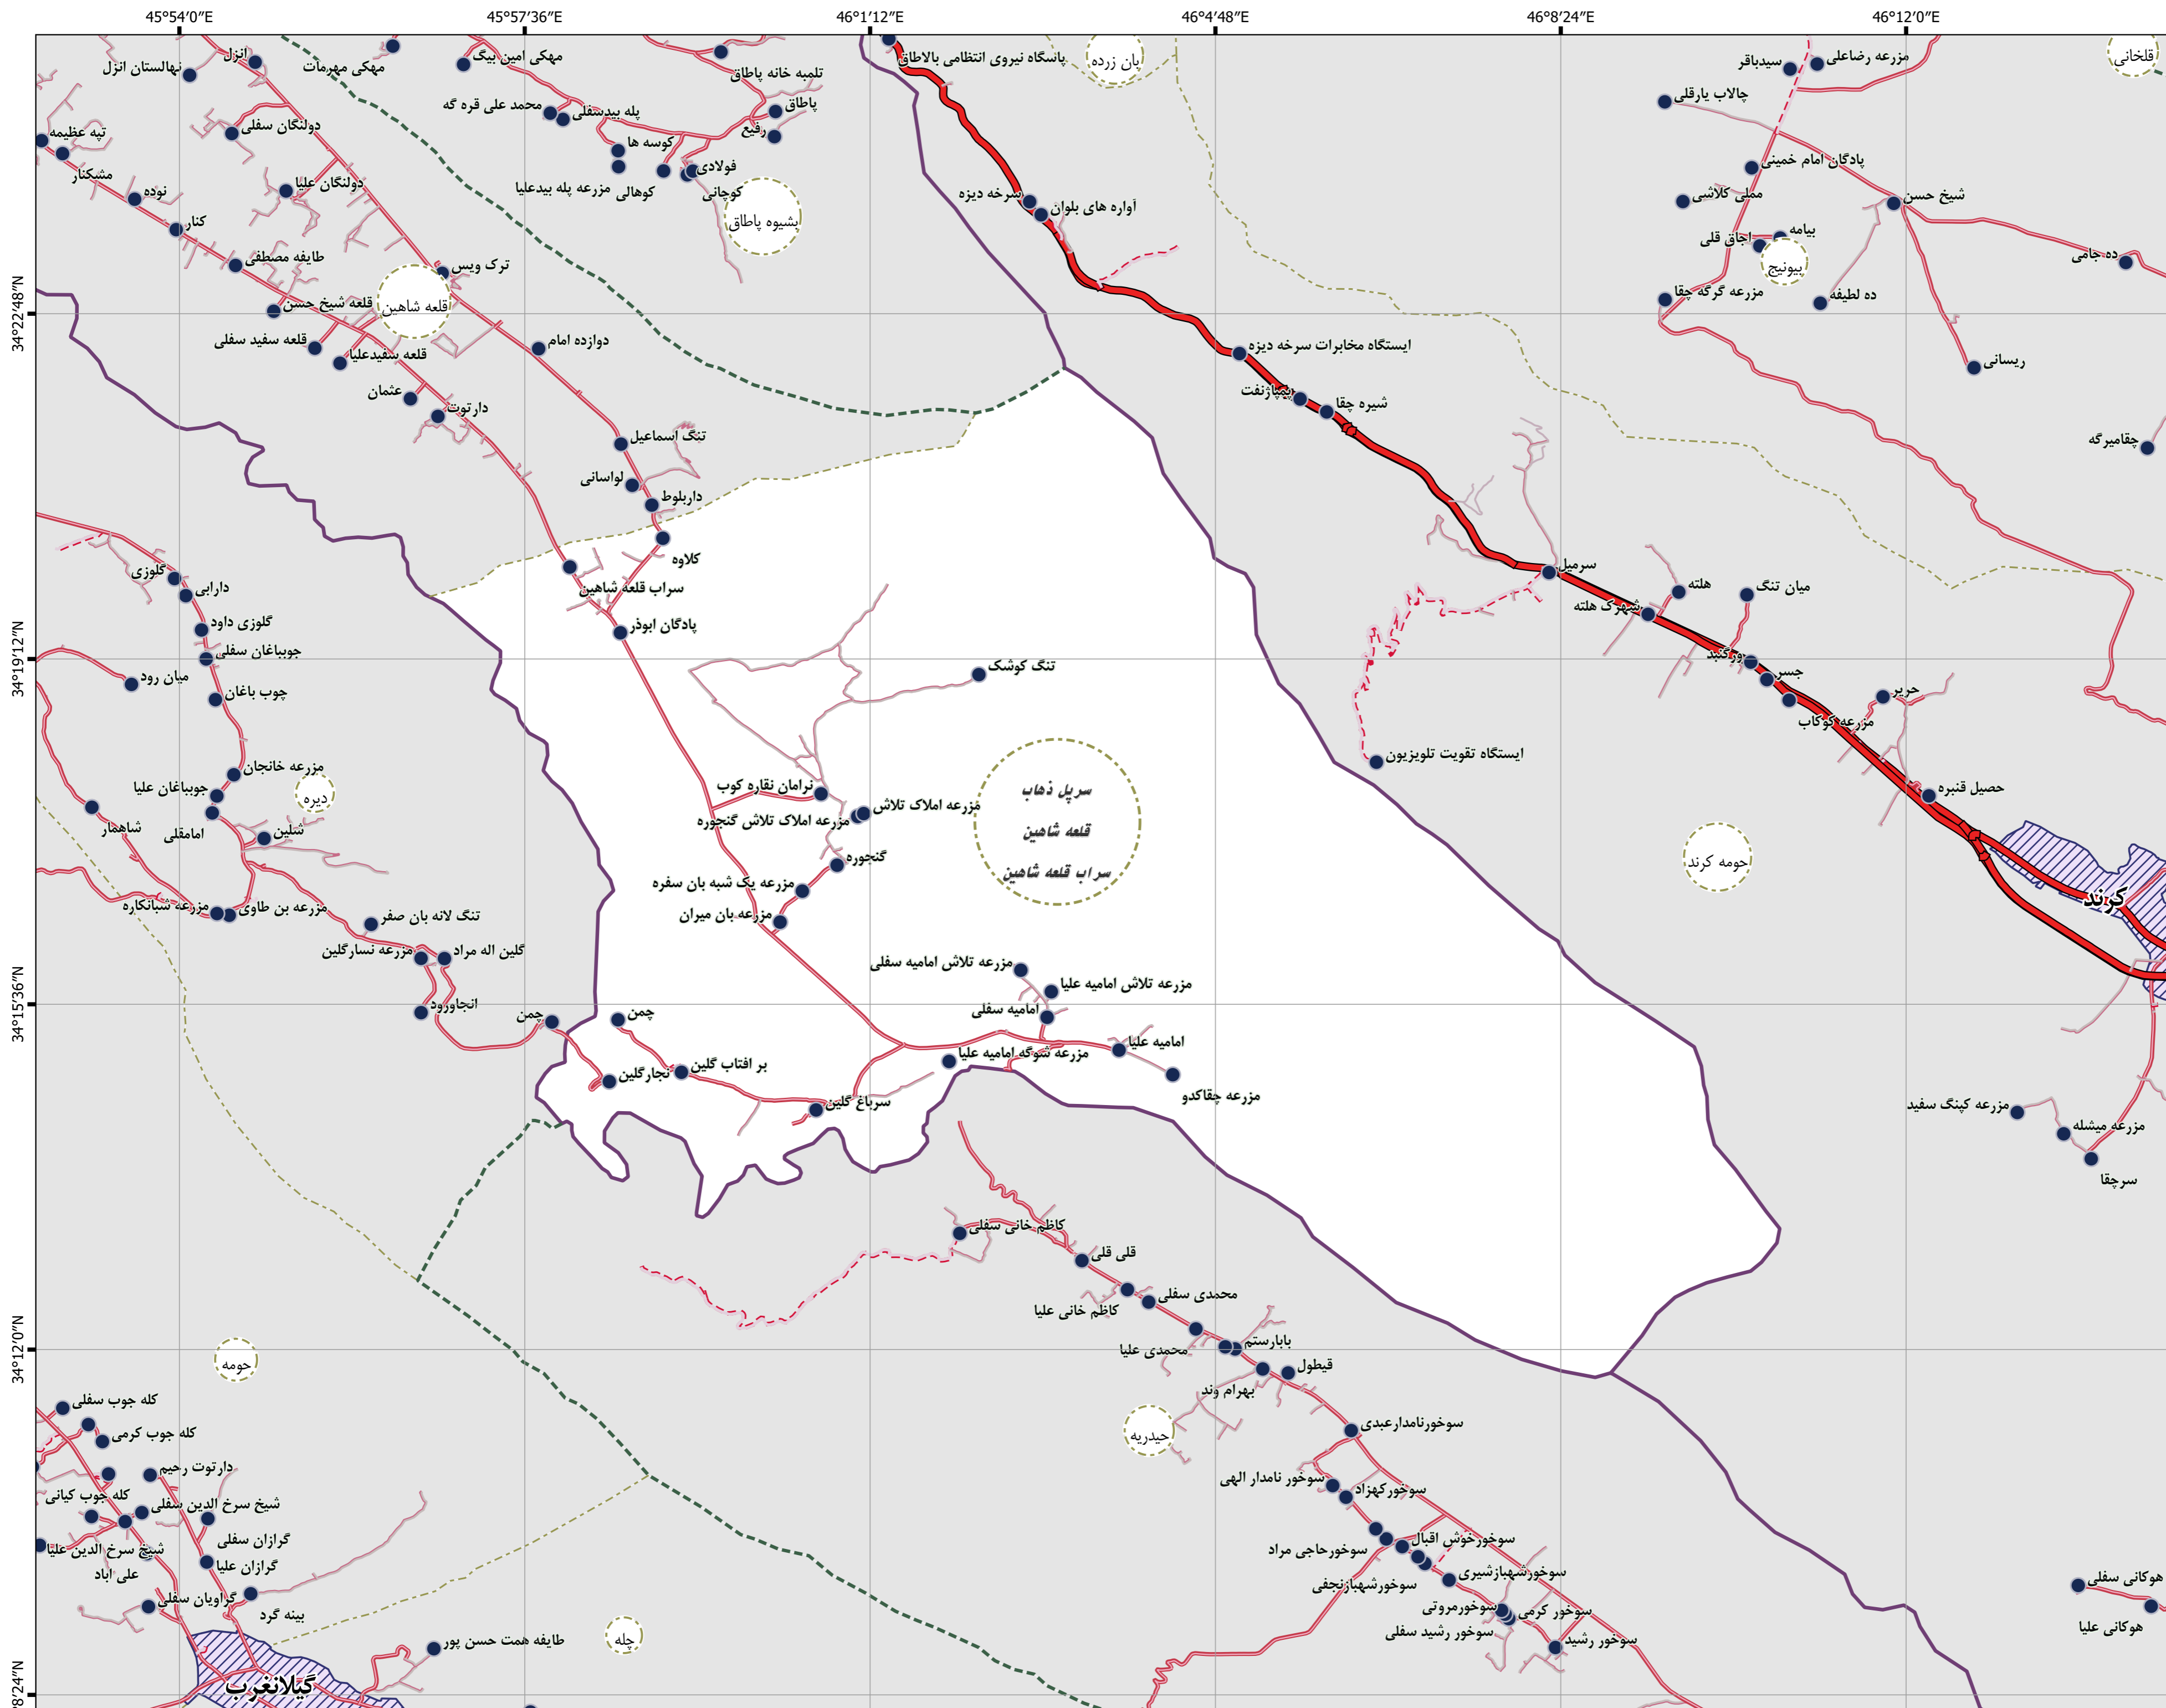 45°54′0″E
45°57′36″E
46°1′12″E
46°4′48″E
46°8′24″E
46°12′0″E
34°22′48″N
34°19′12″N
34°15′36″N
34°12′0″N
8°24″N
انزل
نهالستان انزل
مهکی مهرمات
مهکی امین بیگ
تلمبه خانه پاطاق
پاسگاه نیروی انتظامی بالاطاق
پان زرده
سیدباقر
مزرعه رضاعلی
قلخانی
چالاب یارقلی
محمد علی قره گه
پله بیدسفلی
پاطاق
رفیع
دولنگان سفلی
تپه عظیمه
کوسه ها
پادگان امام خمینی
مشکنار
فولادی
نوده
دولنگان علیا
مزرعه پله بیدعلیا
کوهالی
کوچانی
سرخه دیزه
آواره های بلوان
مملی کلاشی
شیخ حسن
کنار
پشیوه پاطاق
بیامه
اجاق قلی
ده جامی
طایفه مصطفی
ترک ویس
بیونیج
قلعه شیخ حسن
قلعه شاهین
مزرعه گرگه چقا
ده لطیفه
قلعه سفید سفلی
قلعه سفیدعلیا
دوازده امام
ایستگاه مخابرات سرخه دیزه
ریسانی
عثمان
دارتوت
پمپاژنفت
شیره چقا
تنگ اسماعیل
چقامیرگه
لواسانی
داربلوط
کلاوه
گلوزی
دارابی
سراب قلعه شاهین
سرمیل
هلته
میان تنگ
شهرک هلته
گلوزی داود
پادگان ابوذر
جوبباغان سفلی
تنگ کوشک
جسر
میان رود
چوب باغان
حریر
مزرعه کوکاب
ایستگاه تقویت تلویزیون
مزرعه خانجان
جوبباغان علیا
دیره
نرامان نقاره کوب
سرپل ذهاب
حصیل قنبره
شاهمار
امامقلی
شلین
مزرعه املاک تلاش
مزرعه املاک تلاش گنجوره
قلعه شاهین
گنجوره
حومه کرند
سراب قلعه شاهین
مزرعه یک شبه بان سفره
کرند
مزرعه شبانکاره
مزرعه بن طاوی
تنگ لانه بان صفر
مزرعه بان میران
مزرعه نسارگلین
گلین اله مراد
مزرعه تلاش امامیه سفلی
مزرعه تلاش امامیه علیا
انجاورود
چمن
چمن
امامیه سفلی
امامیه علیا
مزرعه شوگه امامیه علیا
نجارگلین
بر افتاب گلین
مزرعه چقاکدو
سرباغ گلین
مزرعه کپنگ سفید
مزرعه میشله
سرچقا
کاظم خانی سفلی
قلی قلی
کاظم خانی علیا
محمدی سفلی
محمدی علیا
بابارستم
حومه
قیطول
بهرام وند
کله جوب سفلی
کله جوب کرمی
حیدریه
سوخورنامدارعبدی
دارتوت رحیم
سوخور نامدار الهی
سوخورکهزاد
کله جوب کیانی
شیخ سرخ الدین سفلی
گرازان سفلی
سوخورخوش اقبال
سوخورحاجی مراد
شیخ سرخ الدین علیا
علی اباد
گرازان علیا
سوخورشهبازشیری
سوخورشهبازنجفی
گراویان سفلی
بینه گرد
سوخورمروتی
سوخور کرمی
سوخور رشید سفلی
سوخور رشید
هوکانی سفلی
هوکانی علیا
طایفه همت حسن پور
چله
گیلانغرب